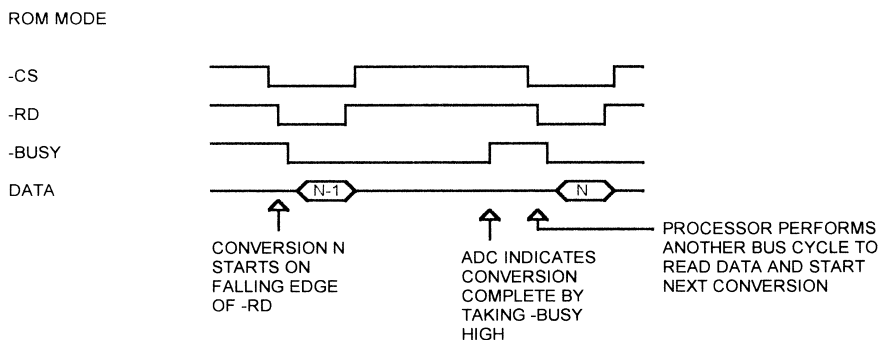 ROM MODE
-CS
-RD
-BUSY
DATA
N-1
N
CONVERSION N
STARTS ON
FALLING EDGE
OF -RD
ADC INDICATES
CONVERSION
COMPLETE BY
TAKING -BUSY
HIGH
PROCESSOR PERFORMS
ANOTHER BUS CYCLE TO
READ DATA AND START
NEXT CONVERSION